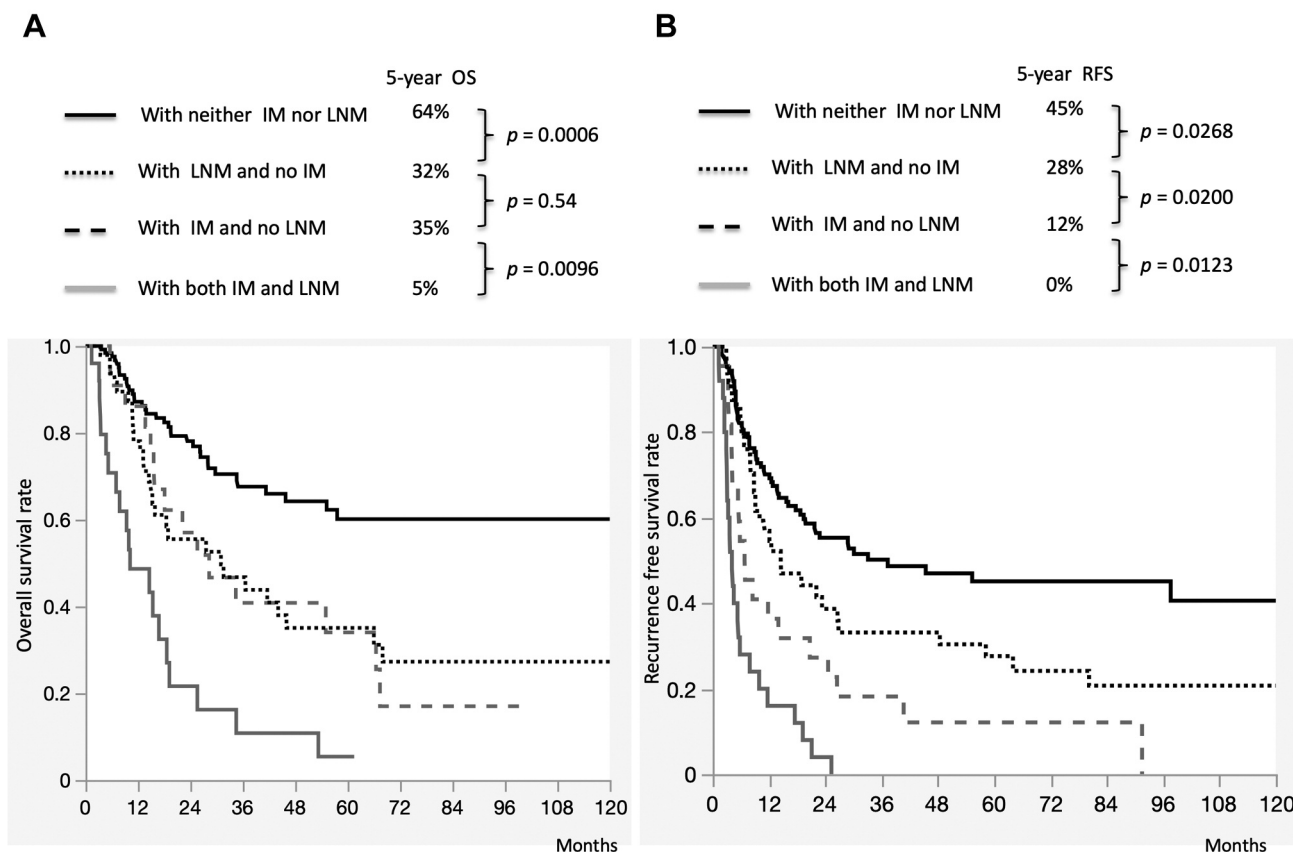 A
5-year OS
With neither IM nor LNM 64%
p = 0.0006
With LNM and no IM 32%
p = 0.54
With IM and no LNM 35%
p = 0.0096
With both IM and LNM 5%
Overall survival rate
1.0
0.8
0.6
0.4
0.2
0
0 12 24 36 48 60 72 84 96 108 120
Months
B
5-year RFS
With neither IM nor LNM 45%
p = 0.0268
With LNM and no IM 28%
p = 0.0200
With IM and no LNM 12%
p = 0.0123
With both IM and LNM 0%
Recurrence free survival rate
1.0
0.8
0.6
0.4
0.2
0
0 12 24 36 48 60 72 84 96 108 120
Months